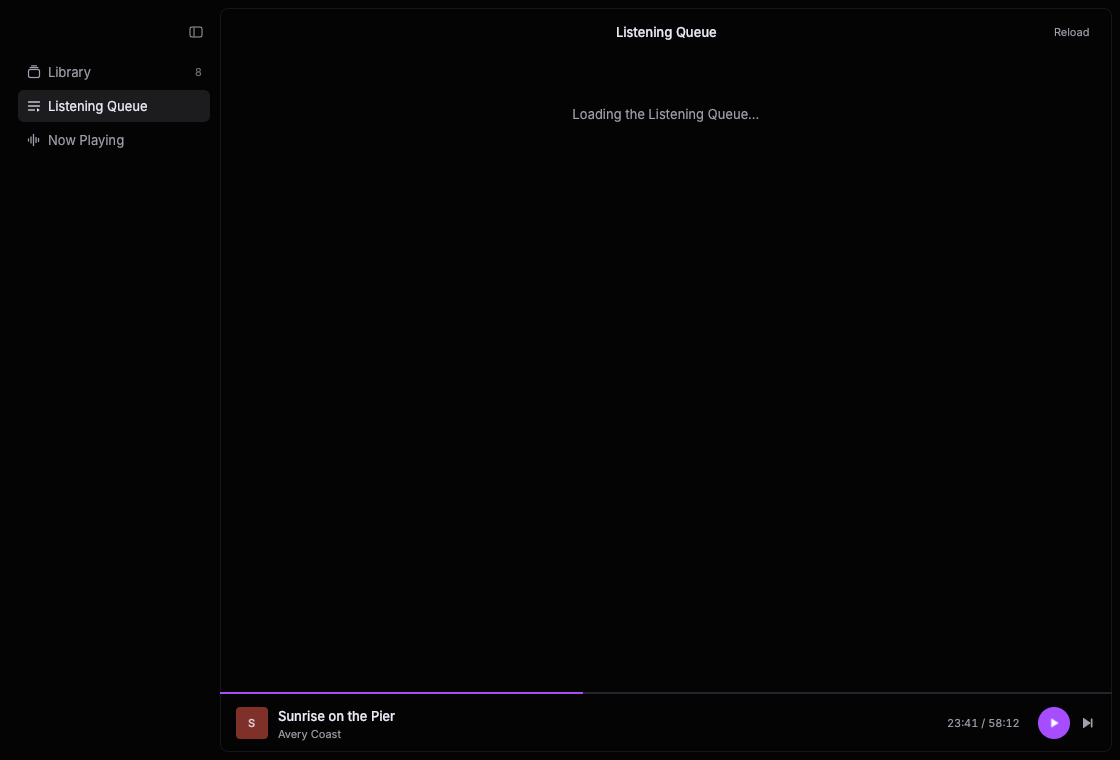 Listening Queue
Reload
Library
8
Listening Queue
Now Playing
Loading the Listening Queue...
S
Sunrise on the Pier
Avery Coast
23:41 / 58:12